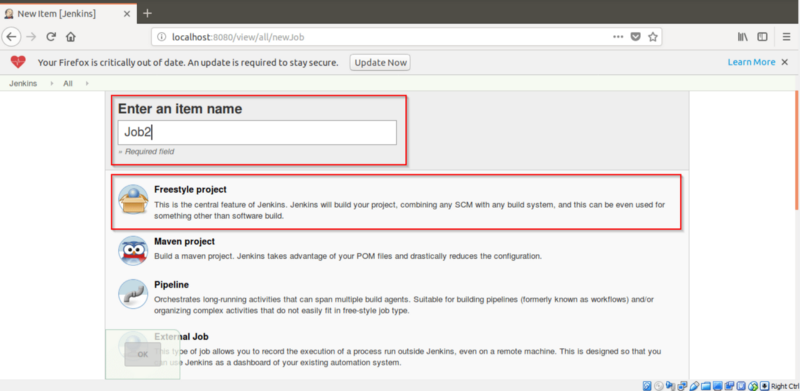 New Item [Jenkins]
localhost:8080/view/all/newJob
Your Firefox is critically out of date. An update is required to stay secure. Update Now Learn More
Jenkins All
Enter an item name
Job2
» Required field
Freestyle project
This is the central feature of Jenkins. Jenkins will build your project, combining any SCM with any build system, and this can be even used for
something other than software build.
Maven project
Build a maven project. Jenkins takes advantage of your POM files and drastically reduces the configuration.
Pipeline
Orchestrates long-running activities that can span multiple build agents. Suitable for building pipelines (formerly known as workflows) and/or
organizing complex activities that do not easily fit in free-style job type.
External Job
This type of job allows you to record the execution of a process run outside Jenkins, even on a remote machine. This is designed so that you
can use Jenkins as a dashboard of your existing automation system.
OK
Right Ctrl